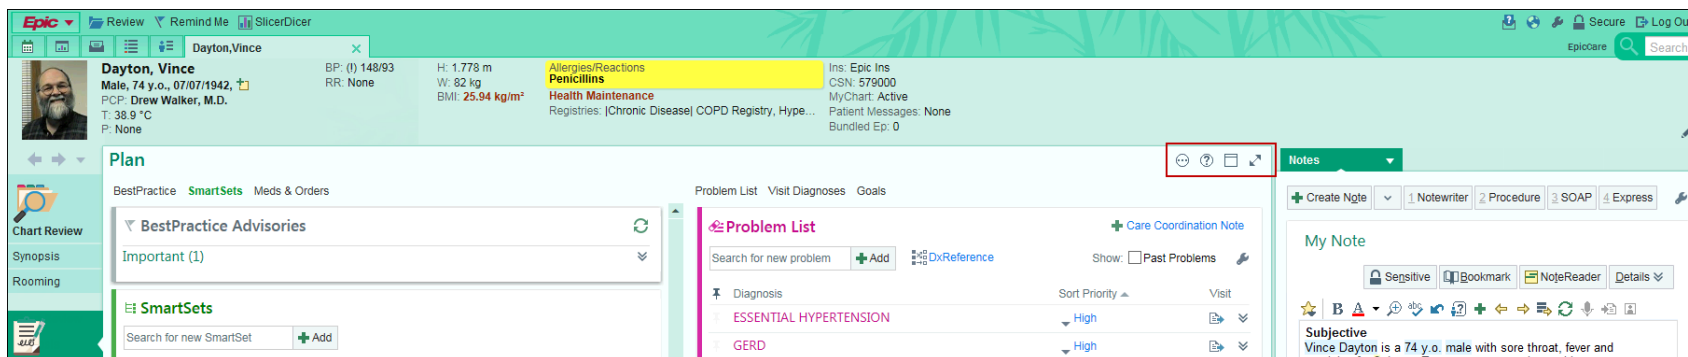 Epic Review Remind Me SlicerDicer Secure Log Ou
Dayton,Vince EpicCare Search
Dayton, Vince
Male, 74 y.o., 07/07/1942,
PCP: Drew Walker, M.D.
T: 38.9 °C
P: None
BP: (!) 148/93
RR: None
H: 1.778 m
W: 82 kg
BMI: 25.94 kg/m²
Allergies/Reactions
Penicillins
Health Maintenance
Registries: |Chronic Disease| COPD Registry, Hype...
Ins: Epic Ins
CSN: 579000
MyChart: Active
Patient Messages: None
Bundled Ep: 0
Chart Review
Synopsis
Rooming
Plan
BestPractice SmartSets Meds & Orders
BestPractice Advisories
Important (1)
SmartSets
Search for new SmartSet Add
Problem List Visit Diagnoses Goals
Problem List Care Coordination Note
Search for new problem Add DxReference Show: Past Problems
Diagnosis Sort Priority Visit
ESSENTIAL HYPERTENSION High
GERD High
Notes
Create Note 1 Notewriter 2 Procedure 3 SOAP 4 Express
My Note
Sensitive Bookmark NoteReader Details
B A abc
Subjective
Vince Dayton is a 74 y.o. male with sore throat, fever and